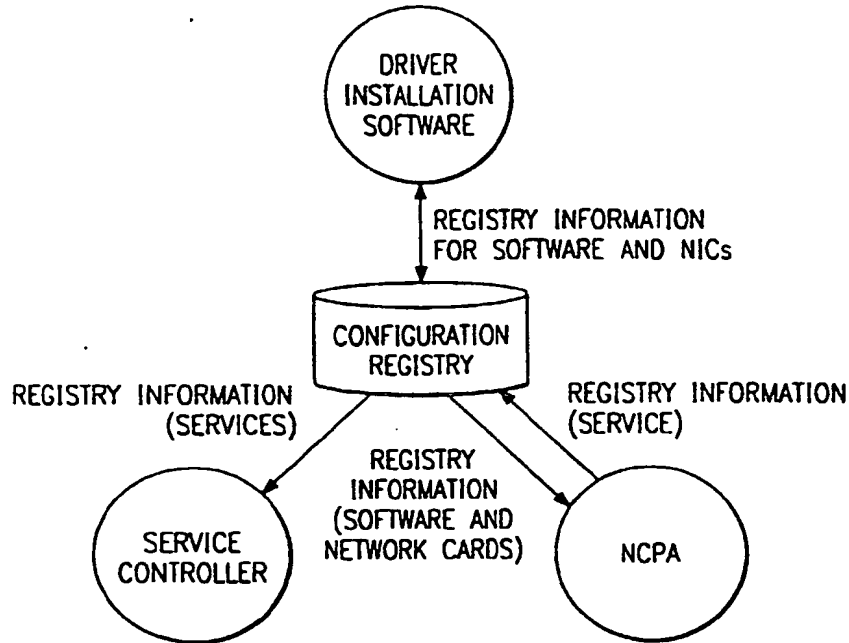 DRIVER
INSTALLATION
SOFTWARE
REGISTRY INFORMATION
FOR SOFTWARE AND NICs
CONFIGURATION
REGISTRY
REGISTRY INFORMATION
(SERVICES)
REGISTRY INFORMATION
(SERVICE)
REGISTRY
INFORMATION
(SOFTWARE AND
NETWORK CARDS)
SERVICE
CONTROLLER
NCPA